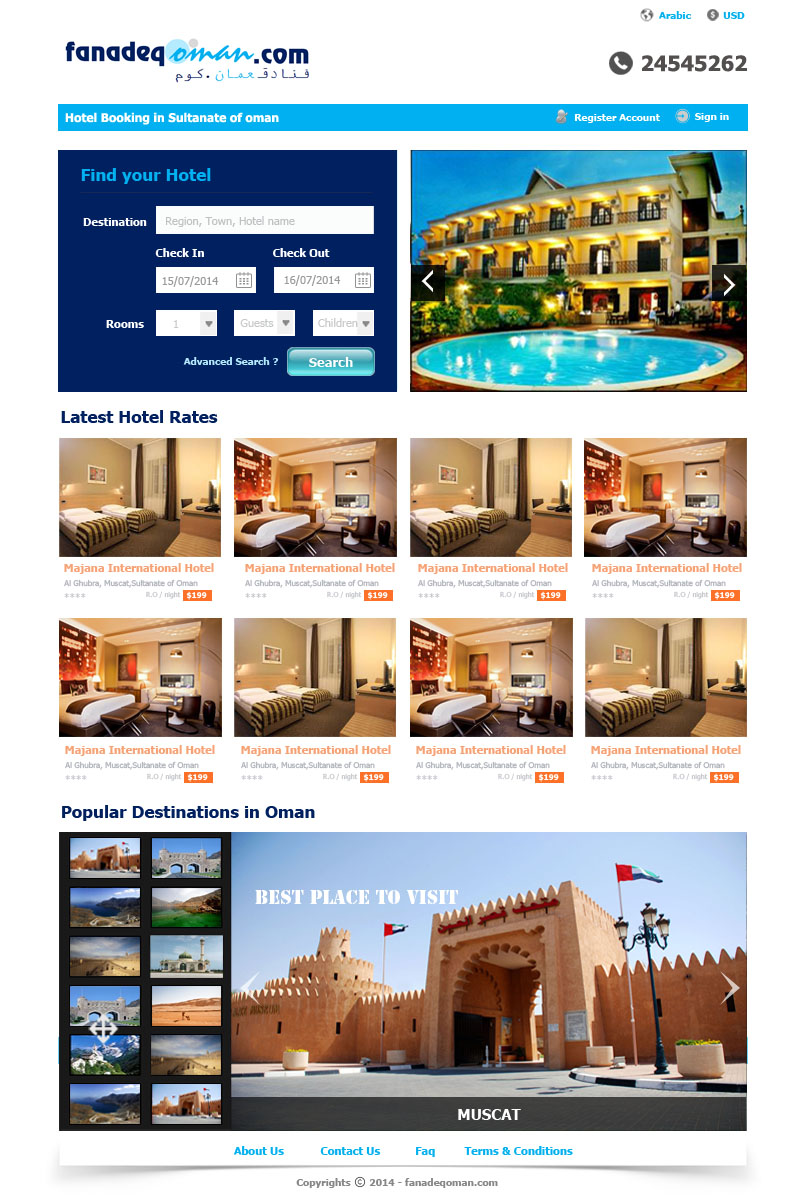 Arabic
USD
fanadeqoman.com
فنادقعمان.كوم
24545262
Hotel Booking in Sultanate of oman
Register Account
Sign in
Find your Hotel
Destination
Region, Town, Hotel name
Check In
Check Out
15/07/2014
16/07/2014
Rooms
1
Guests
Children
Advanced Search ?
Search
Latest Hotel Rates
Majana International Hotel
Al Ghubra, Muscat,Sultanate of Oman
**** R.O / night $199
Majana International Hotel
Al Ghubra, Muscat,Sultanate of Oman
**** R.O / night $199
Majana International Hotel
Al Ghubra, Muscat,Sultanate of Oman
**** R.O / night $199
Majana International Hotel
Al Ghubra, Muscat,Sultanate of Oman
**** R.O / night $199
Majana International Hotel
Al Ghubra, Muscat,Sultanate of Oman
**** R.O / night $199
Majana International Hotel
Al Ghubra, Muscat,Sultanate of Oman
**** R.O / night $199
Majana International Hotel
Al Ghubra, Muscat,Sultanate of Oman
**** R.O / night $199
Majana International Hotel
Al Ghubra, Muscat,Sultanate of Oman
**** R.O / night $199
Popular Destinations in Oman
BEST PLACE TO VISIT
متحف قصر العين
MUSCAT
About Us
Contact Us
Faq
Terms & Conditions
Copyrights © 2014 - fanadeqoman.com